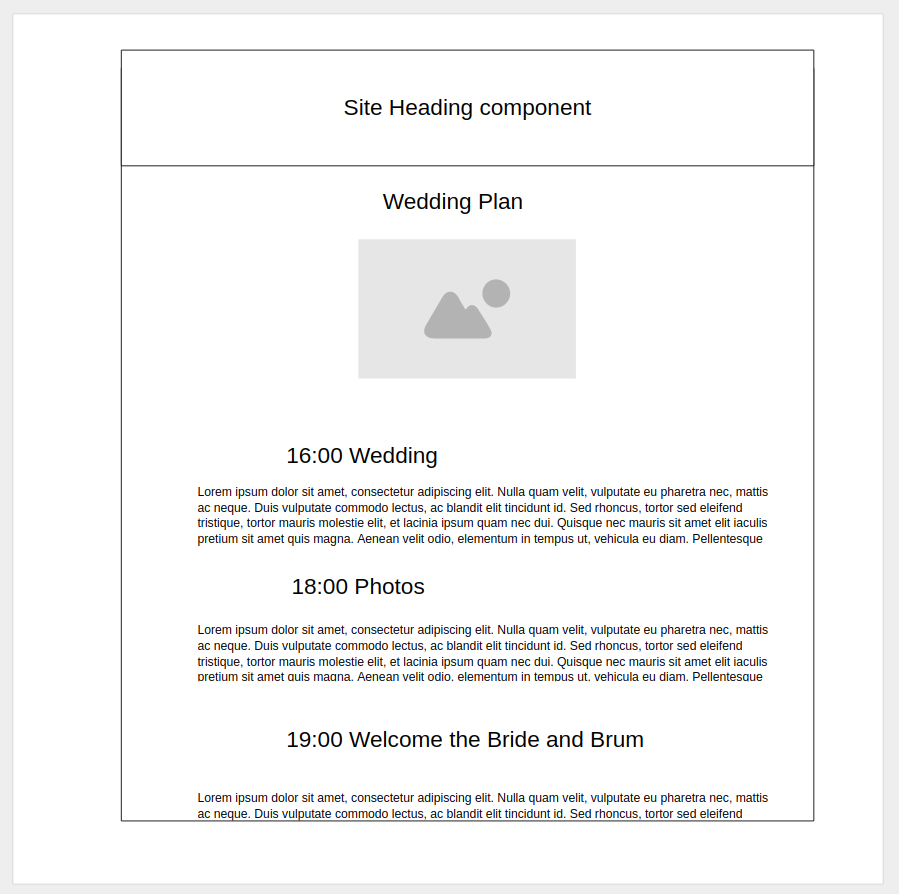 Site Heading component
Wedding Plan
16:00 Wedding
Lorem ipsum dolor sit amet, consectetur adipiscing elit. Nulla quam velit, vulputate eu pharetra nec, mattis
ac neque. Duis vulputate commodo lectus, ac blandit elit tincidunt id. Sed rhoncus, tortor sed eleifend
tristique, tortor mauris molestie elit, et lacinia ipsum quam nec dui. Quisque nec mauris sit amet elit iaculis
pretium sit amet quis magna. Aenean velit odio, elementum in tempus ut, vehicula eu diam. Pellentesque
18:00 Photos
Lorem ipsum dolor sit amet, consectetur adipiscing elit. Nulla quam velit, vulputate eu pharetra nec, mattis
ac neque. Duis vulputate commodo lectus, ac blandit elit tincidunt id. Sed rhoncus, tortor sed eleifend
tristique, tortor mauris molestie elit, et lacinia ipsum quam nec dui. Quisque nec mauris sit amet elit iaculis
pretium sit amet quis magna. Aenean velit odio, elementum in tempus ut, vehicula eu diam. Pellentesque
19:00 Welcome the Bride and Brum
Lorem ipsum dolor sit amet, consectetur adipiscing elit. Nulla quam velit, vulputate eu pharetra nec, mattis
ac neque. Duis vulputate commodo lectus, ac blandit elit tincidunt id. Sed rhoncus, tortor sed eleifend